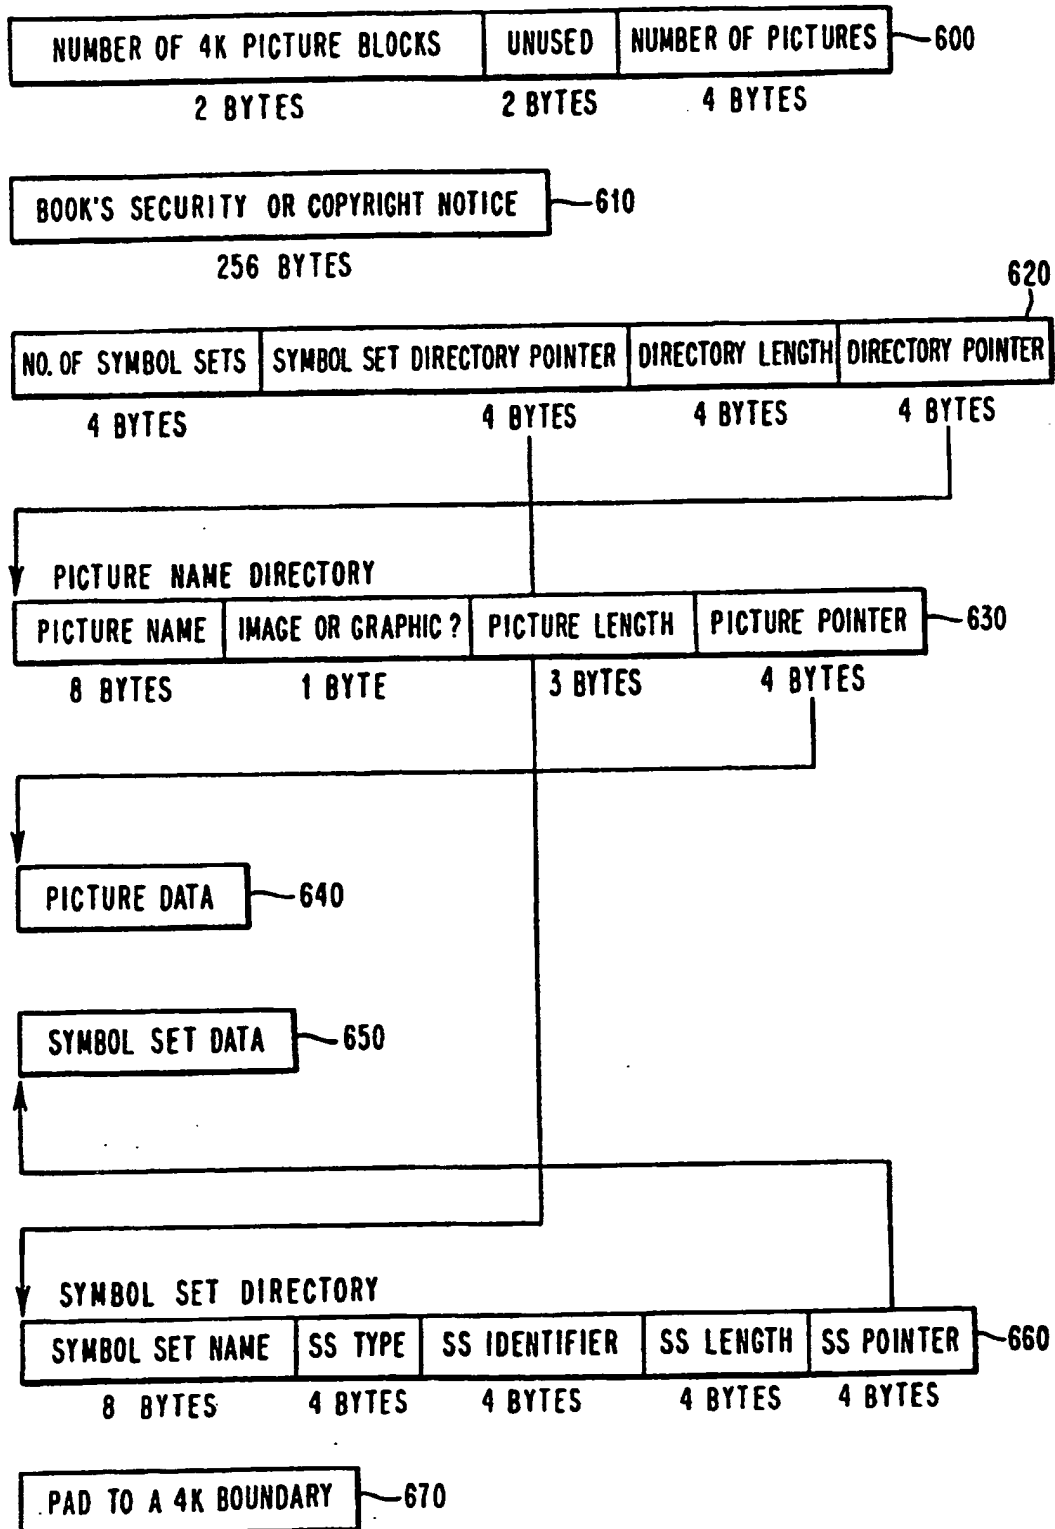 NUMBER OF 4K PICTURE BLOCKS UNUSED NUMBER OF PICTURES 600
2 BYTES 2 BYTES 4 BYTES
BOOK'S SECURITY OR COPYRIGHT NOTICE 610
256 BYTES
620
NO. OF SYMBOL SETS SYMBOL SET DIRECTORY POINTER DIRECTORY LENGTH DIRECTORY POINTER
4 BYTES 4 BYTES 4 BYTES 4 BYTES
PICTURE NAME DIRECTORY
PICTURE NAME IMAGE OR GRAPHIC ? PICTURE LENGTH PICTURE POINTER 630
8 BYTES 1 BYTE 3 BYTES 4 BYTES
PICTURE DATA 640
SYMBOL SET DATA 650
SYMBOL SET DIRECTORY
SYMBOL SET NAME SS TYPE SS IDENTIFIER SS LENGTH SS POINTER 660
8 BYTES 4 BYTES 4 BYTES 4 BYTES 4 BYTES
PAD TO A 4K BOUNDARY 670